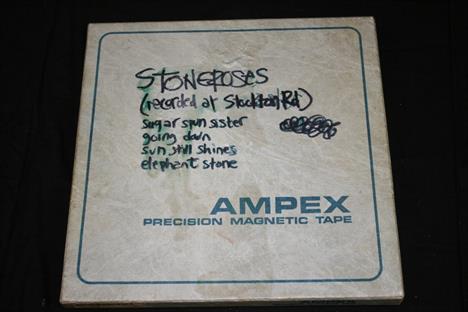 STONEROSES
(recorded at Stockton Rd)
sugar spun sister
going down
sun still shines
elephant stone
AMPEX
PRECISION MAGNETIC TAPE